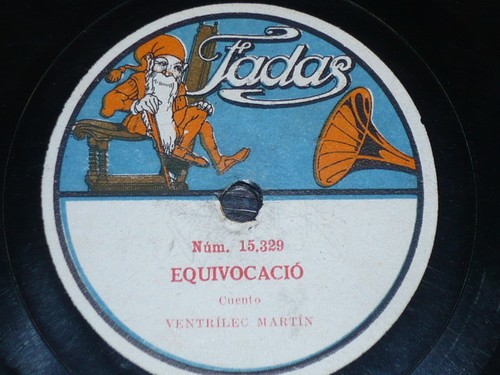 Fadas
Núm. 15,329
EQUIVOCACIÓ
Cuento
VENTRÍLEC MARTÍN